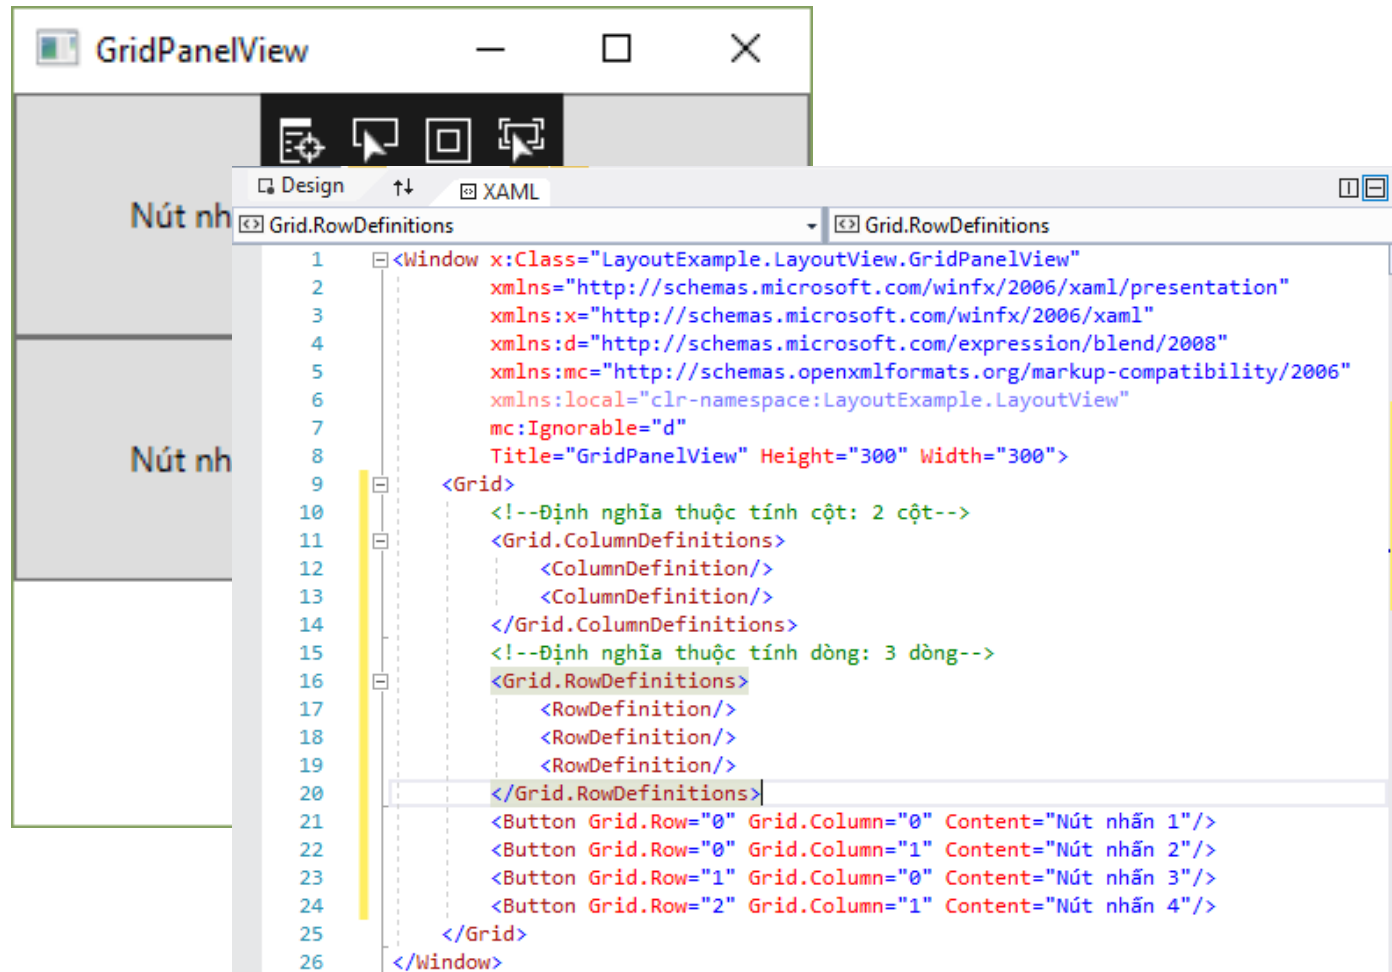 GridPanelView
Nút nh
Nút nh
Design
XAML
Grid.RowDefinitions
Grid.RowDefinitions
1 <Window x:Class="LayoutExample.LayoutView.GridPanelView"
2 xmlns="http://schemas.microsoft.com/winfx/2006/xaml/presentation"
3 xmlns:x="http://schemas.microsoft.com/winfx/2006/xaml"
4 xmlns:d="http://schemas.microsoft.com/expression/blend/2008"
5 xmlns:mc="http://schemas.openxmlformats.org/markup-compatibility/2006"
6 xmlns:local="clr-namespace:LayoutExample.LayoutView"
7 mc:Ignorable="d"
8 Title="GridPanelView" Height="300" Width="300">
9 <Grid>
10 <!--Định nghĩa thuộc tính cột: 2 cột-->
11 <Grid.ColumnDefinitions>
12 <ColumnDefinition/>
13 <ColumnDefinition/>
14 </Grid.ColumnDefinitions>
15 <!--Định nghĩa thuộc tính dòng: 3 dòng-->
16 <Grid.RowDefinitions>
17 <RowDefinition/>
18 <RowDefinition/>
19 <RowDefinition/>
20 </Grid.RowDefinitions>
21 <Button Grid.Row="0" Grid.Column="0" Content="Nút nhấn 1"/>
22 <Button Grid.Row="0" Grid.Column="1" Content="Nút nhấn 2"/>
23 <Button Grid.Row="1" Grid.Column="0" Content="Nút nhấn 3"/>
24 <Button Grid.Row="2" Grid.Column="1" Content="Nút nhấn 4"/>
25 </Grid>
26 </Window>